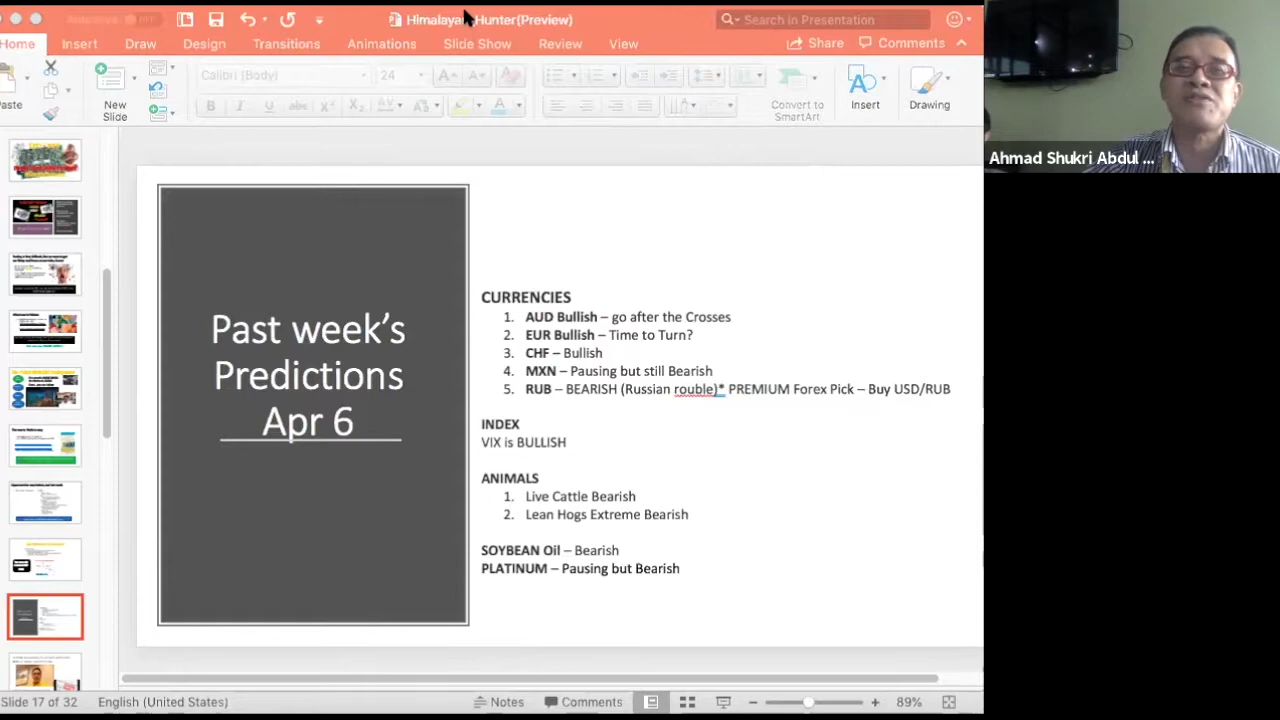 Himalaya Hunter(Preview)
Search in Presentation
Home Insert Draw Design Transitions Animations Slide Show Review View
Share Comments
Paste
New
Slide
Calibri (Body) 24
Convert to
SmartArt
Insert
Drawing
Ahmad Shukri Abdul ...
Past week's
Predictions
Apr 6
CURRENCIES
1. AUD Bullish – go after the Crosses
2. EUR Bullish – Time to Turn?
3. CHF – Bullish
4. MXN – Pausing but still Bearish
5. RUB – BEARISH (Russian rouble)* PREMIUM Forex Pick – Buy USD/RUB
INDEX
VIX is BULLISH
ANIMALS
1. Live Cattle Bearish
2. Lean Hogs Extreme Bearish
SOYBEAN Oil – Bearish
PLATINUM – Pausing but Bearish
Slide 17 of 32 English (United States) Notes Comments 89%